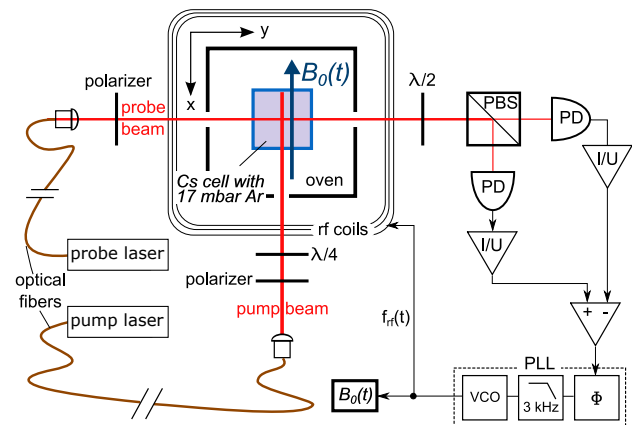 y
x
B₀(t)
polarizer
probe
beam
λ/2
PBS
PD
I/U
PD
I/U
Cs cell with
17 mbar Ar
oven
rf coils
λ/4
polarizer
pump beam
probe laser
optical
fibers
pump laser
f_rf(t)
+ -
PLL
B₀(t)
VCO
3 kHz
Φ